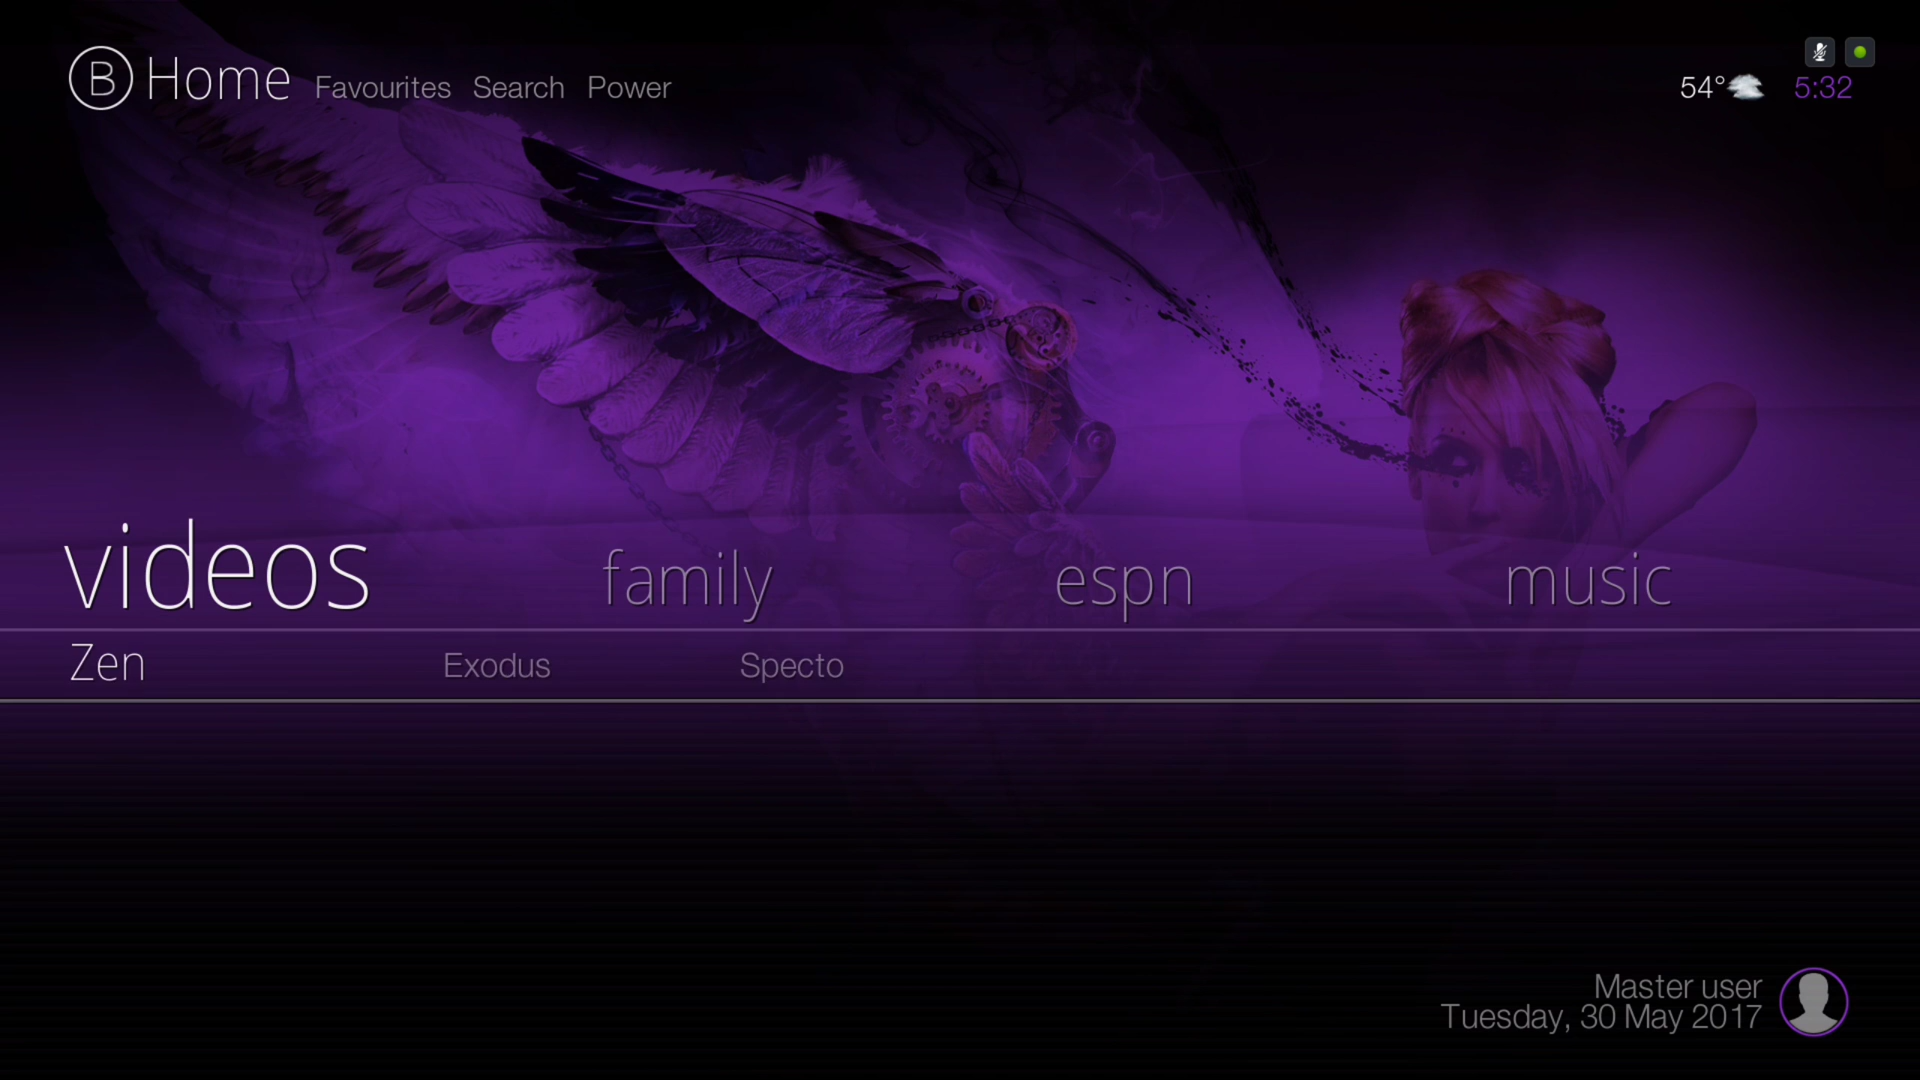 B Home Favourites Search Power
54° 5:32
videos family espn music
Zen Exodus Specto
Master user
Tuesday, 30 May 2017